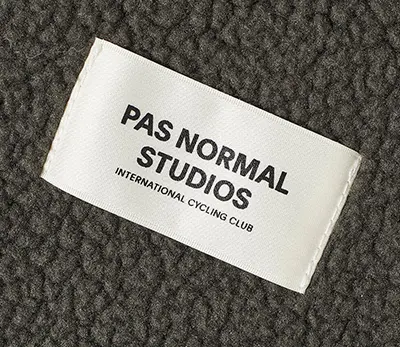 PAS NORMAL
STUDIOS
INTERNATIONAL CYCLING CLUB